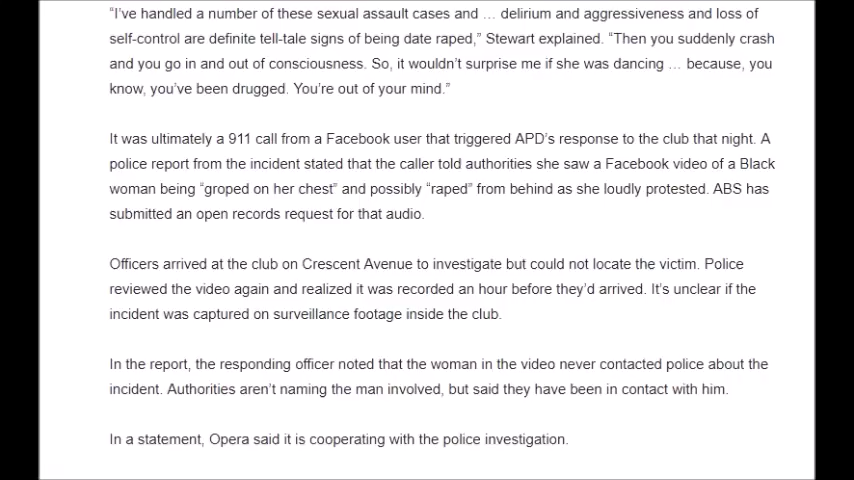 “I’ve handled a number of these sexual assault cases and … delirium and aggressiveness and loss of
self-control are definite tell-tale signs of being date raped,” Stewart explained. “Then you suddenly crash
and you go in and out of consciousness. So, it wouldn’t surprise me if she was dancing … because, you
know, you’ve been drugged. You’re out of your mind.”
It was ultimately a 911 call from a Facebook user that triggered APD’s response to the club that night. A
police report from the incident stated that the caller told authorities she saw a Facebook video of a Black
woman being “groped on her chest” and possibly “raped” from behind as she loudly protested. ABS has
submitted an open records request for that audio.
Officers arrived at the club on Crescent Avenue to investigate but could not locate the victim. Police
reviewed the video again and realized it was recorded an hour before they’d arrived. It’s unclear if the
incident was captured on surveillance footage inside the club.
In the report, the responding officer noted that the woman in the video never contacted police about the
incident. Authorities aren’t naming the man involved, but said they have been in contact with him.
In a statement, Opera said it is cooperating with the police investigation.